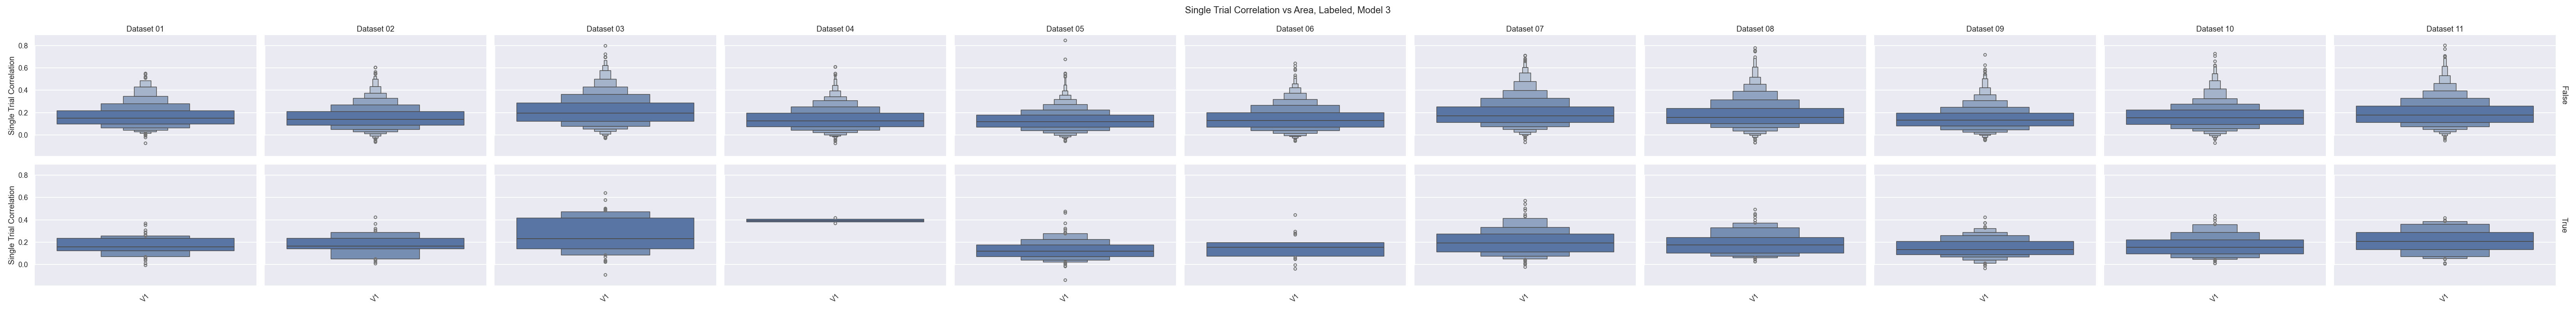 Single Trial Correlation vs Area, Labeled, Model 3
Dataset 01 Dataset 02 Dataset 03 Dataset 04 Dataset 05 Dataset 06 Dataset 07 Dataset 08 Dataset 09 Dataset 10 Dataset 11
Single Trial Correlation
0.8
0.6
0.4
0.2
0.0
False
Single Trial Correlation
0.8
0.6
0.4
0.2
0.0
True
V1 V1 V1 V1 V1 V1 V1 V1 V1 V1 V1